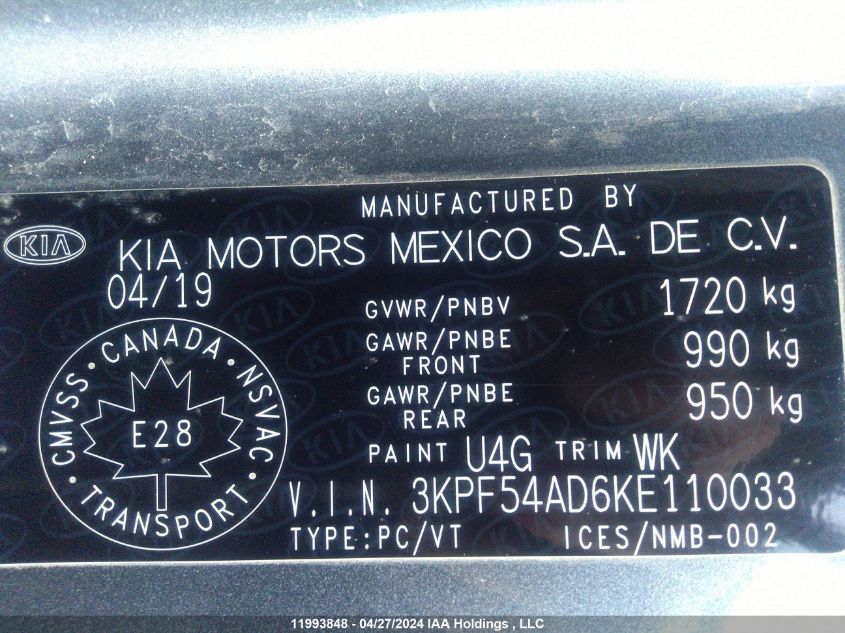 MANUFACTURED BY
KIA
KIA MOTORS MEXICO S.A. DE C.V.
04/19
GVWR/PNBV 1720 kg
GAWR/PNBE FRONT 990 kg
GAWR/PNBE REAR 950 kg
CMVSS · CANADA · NSVAC · TRANSPORT ·
E28
PAINT U4G TRIM WK
V.I.N. 3KPF54AD6KE110033
TYPE:PC/VT ICES/NMB-002
11993848 - 04/27/2024 IAA Holdings , LLC